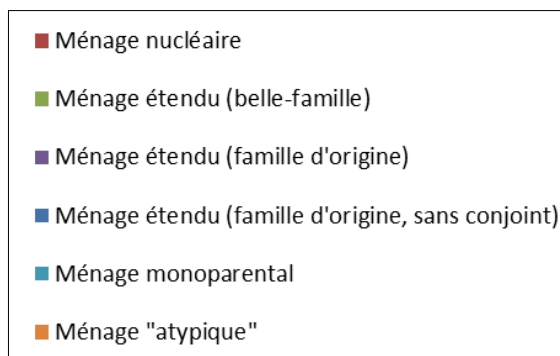 Ménage nucléaire
Ménage étendu (belle-famille)
Ménage étendu (famille d'origine)
Ménage étendu (famille d'origine, sans conjoint)
Ménage monoparental
Ménage "atypique"